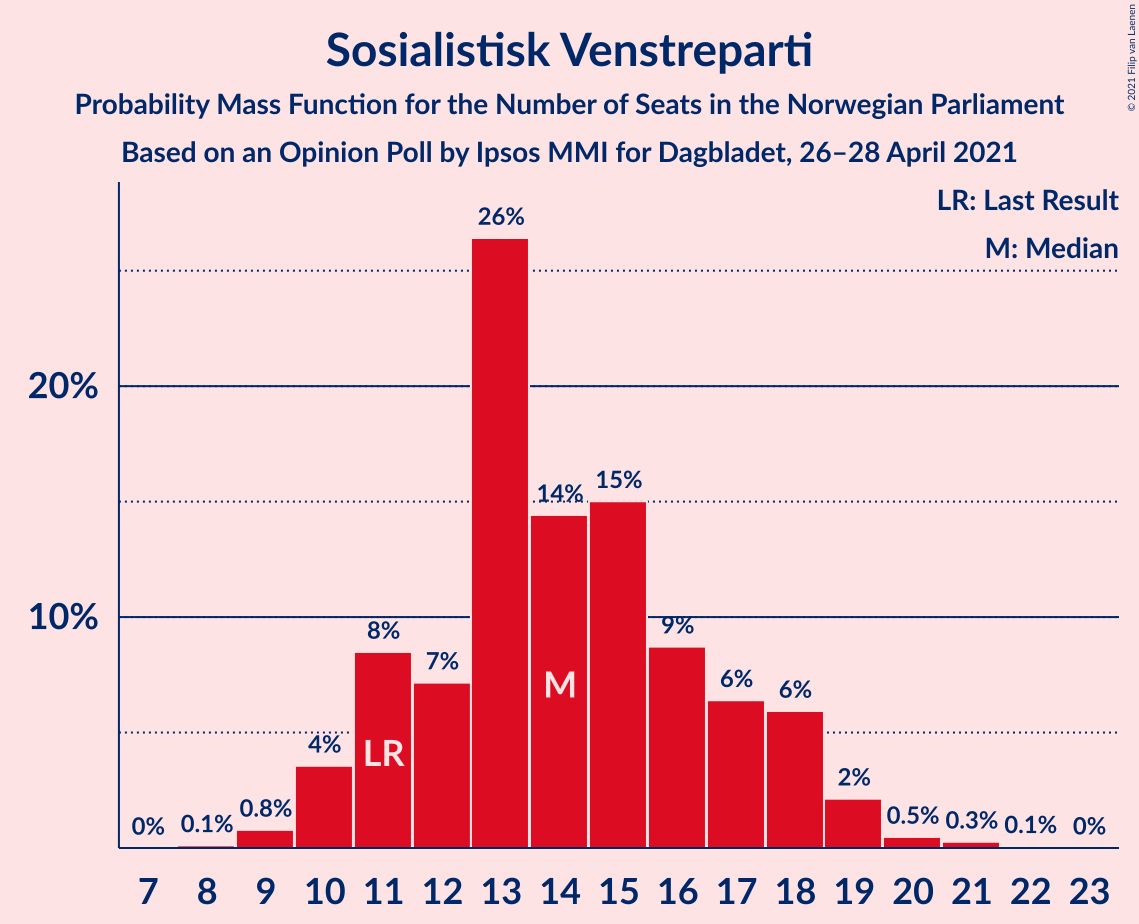 Sosialistisk Venstreparti
Probability Mass Function for the Number of Seats in the Norwegian Parliament
Based on an Opinion Poll by Ipsos MMI for Dagbladet, 26–28 April 2021
© 2021 Filip van Laenen
LR: Last Result
M: Median
26%
20%
14%
15%
10%
8%
7%
9%
6%
6%
M
LR
4%
2%
0%
0.1%
0.8%
0.5%
0.3%
0.1%
0%
7 8 9 10 11 12 13 14 15 16 17 18 19 20 21 22 23